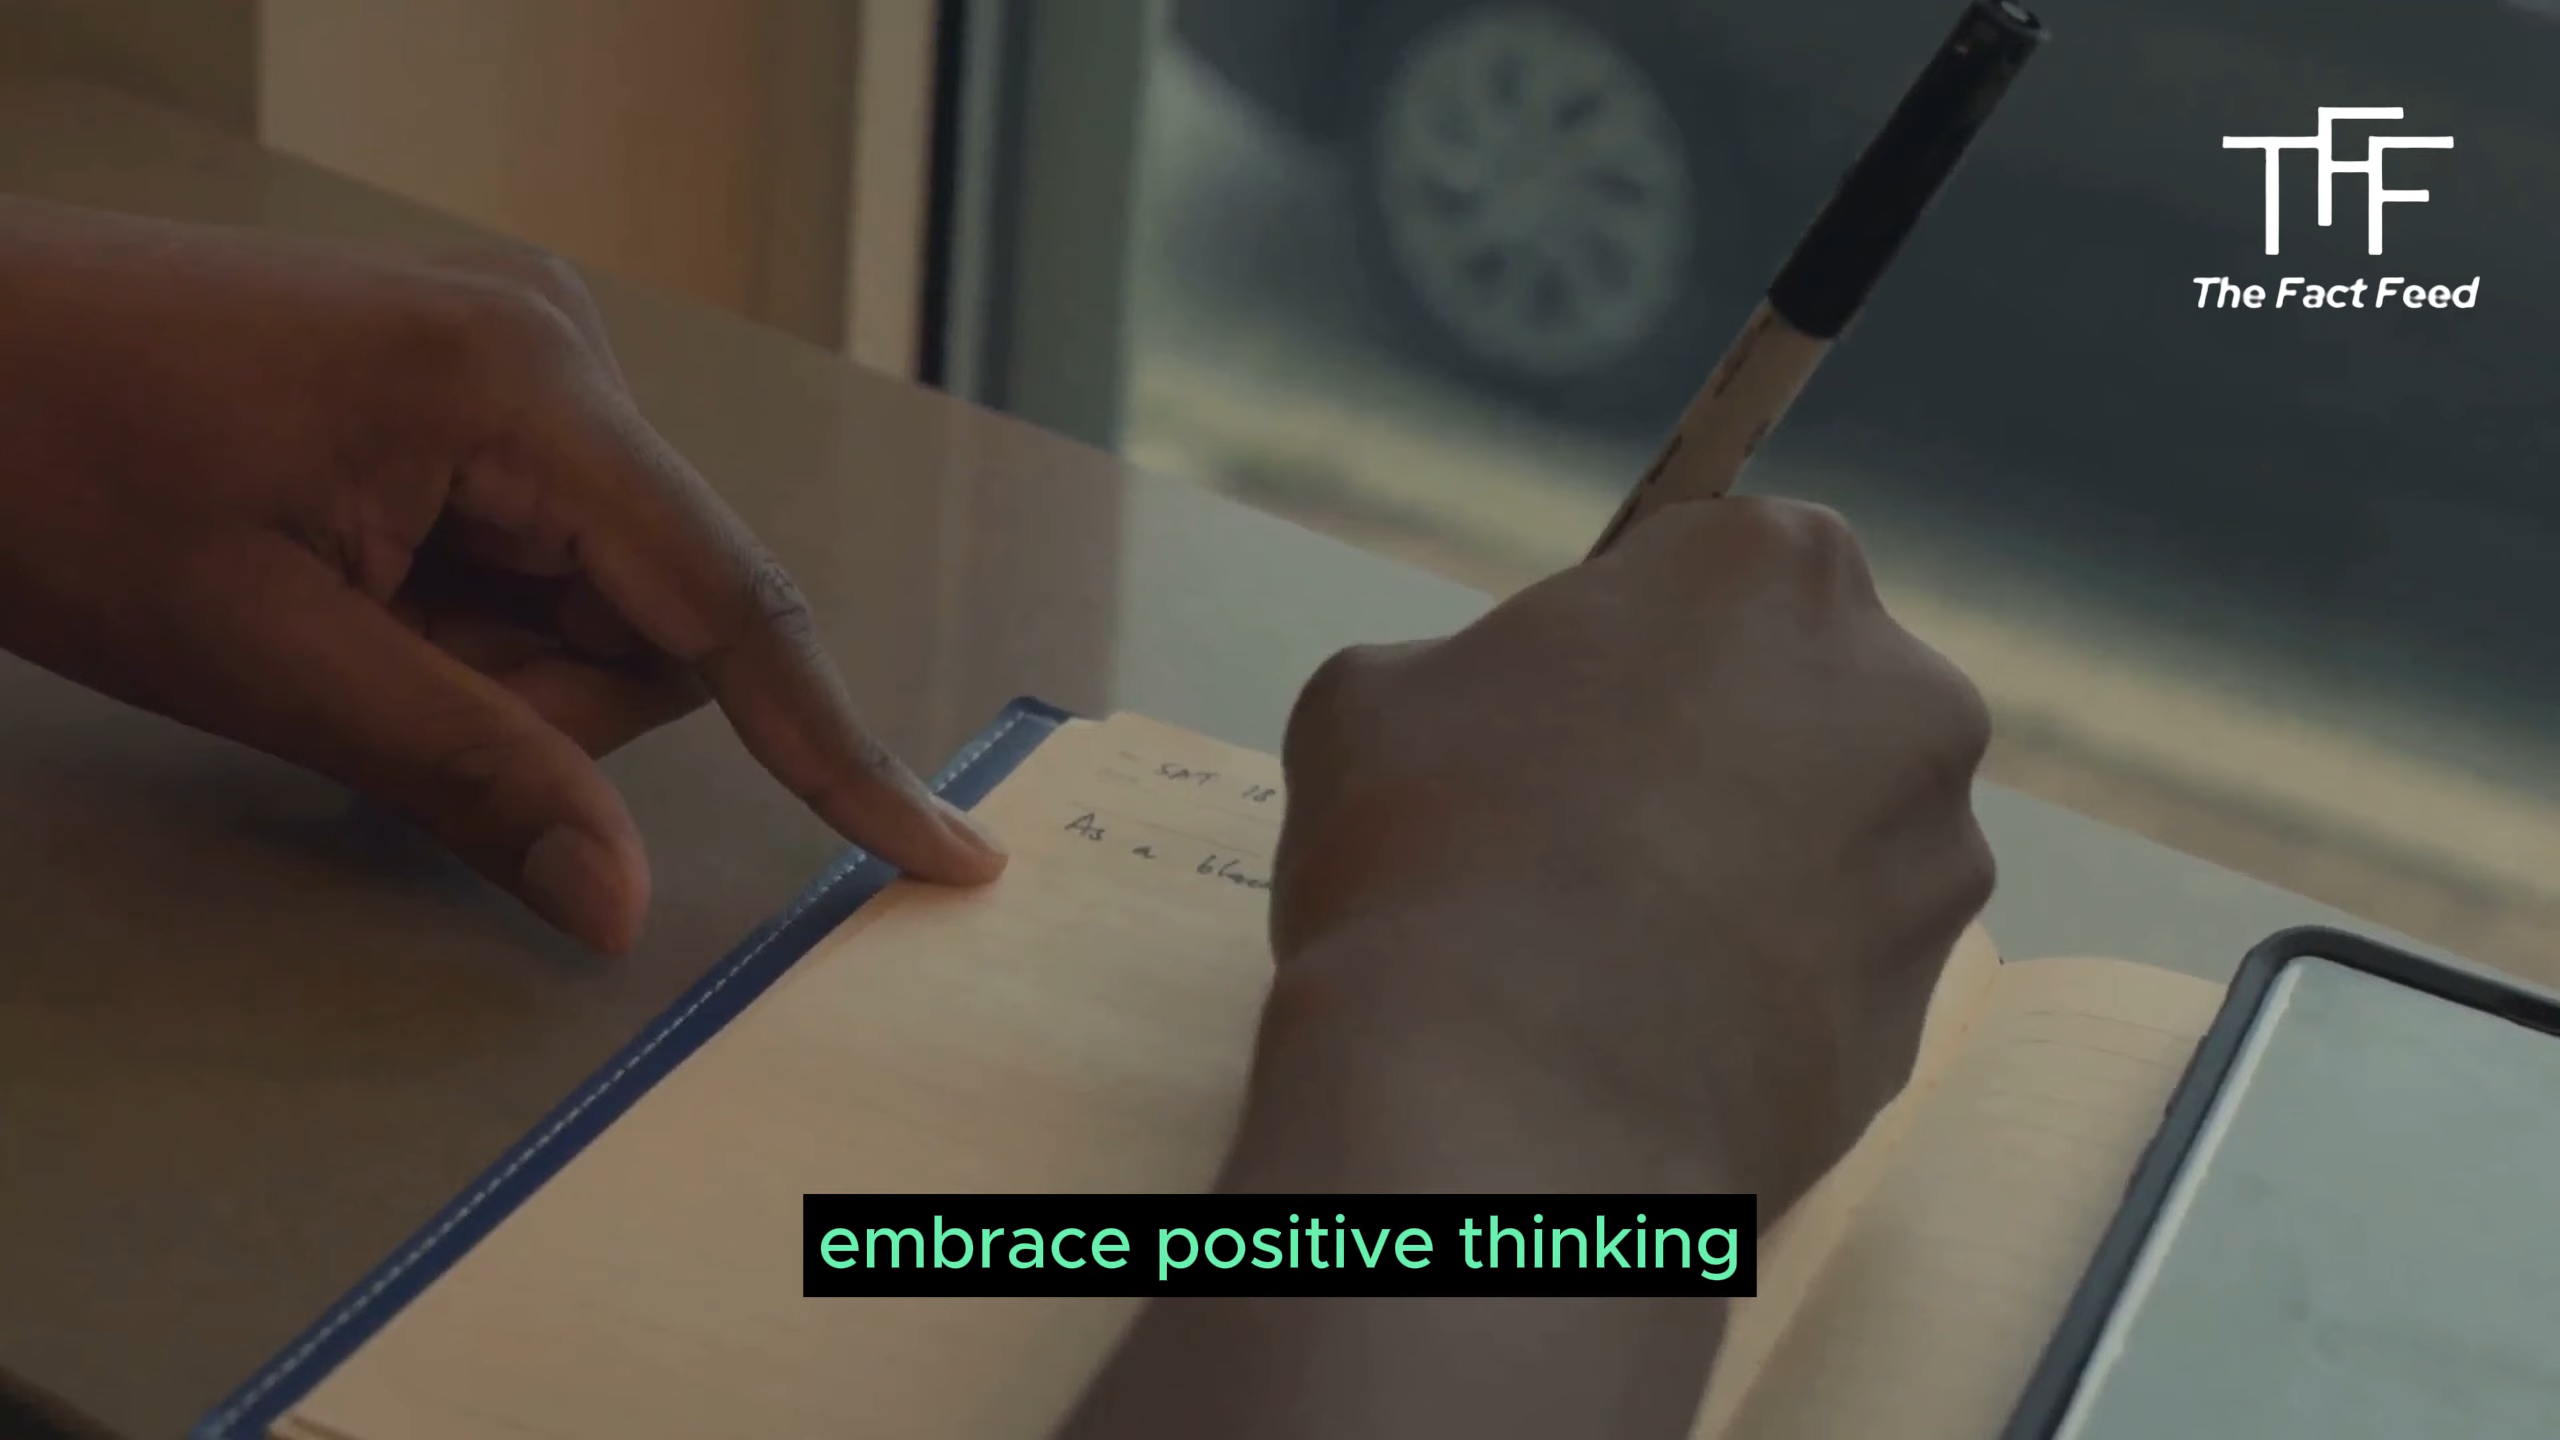 TFF
The Fact Feed
SAT 18
As a
embrace positive thinking